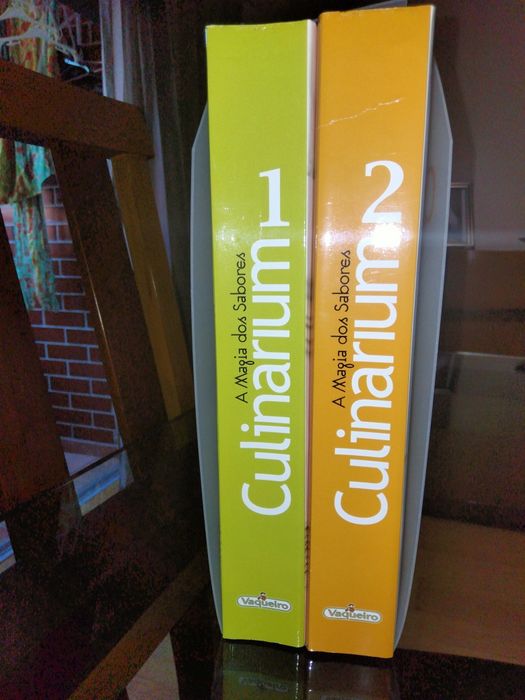 A Magia dos Sabores
Culinarium 1
Vaqueiro
A Magia dos Sabores
Culinarium 2
Vaqueiro